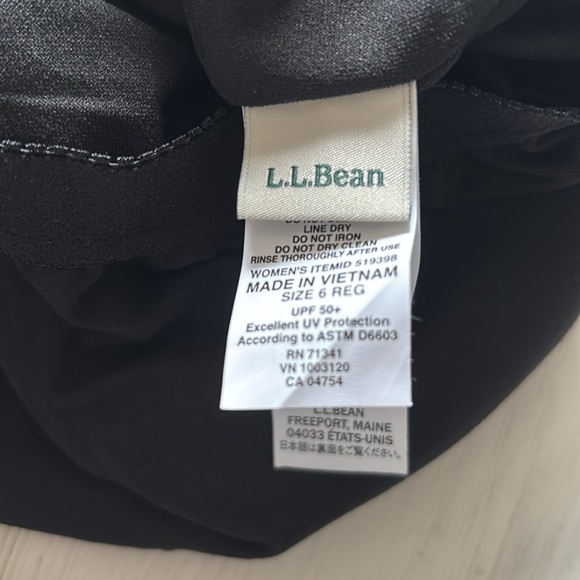 L.L.Bean
LINE DRY
DO NOT IRON
DO NOT DRY CLEAN
RINSE THOROUGHLY AFTER USE
WOMEN'S ITEMID 519398
MADE IN VIETNAM
SIZE 6 REG
UPF 50+
Excellent UV Protection
According to ASTM D6603
RN 71341
VN 1003120
CA 04754
L.L.BEAN
FREEPORT, MAINE
04033 ÉTATS-UNIS
日本語は裏面をご覧ください。